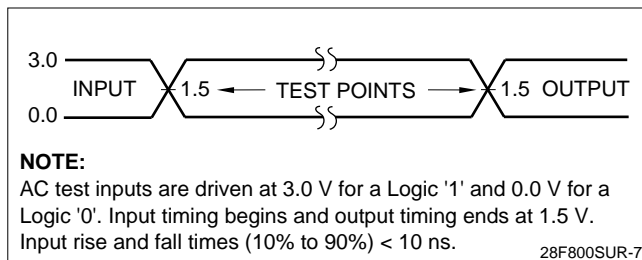 3.0
INPUT 1.5 TEST POINTS 1.5 OUTPUT
0.0
NOTE:
AC test inputs are driven at 3.0 V for a Logic '1' and 0.0 V for a
Logic '0'. Input timing begins and output timing ends at 1.5 V.
Input rise and fall times (10% to 90%) < 10 ns.
28F800SUR-7